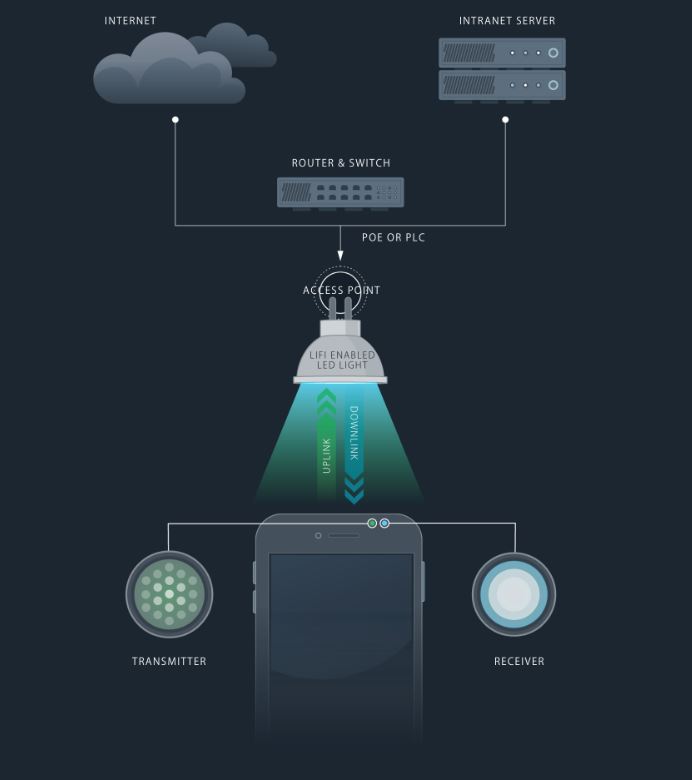 INTERNET
INTRANET SERVER
ROUTER & SWITCH
POE OR PLC
ACCESS POINT
LIFI ENABLED
LED LIGHT
UPLINK
DOWNLINK
TRANSMITTER
RECEIVER